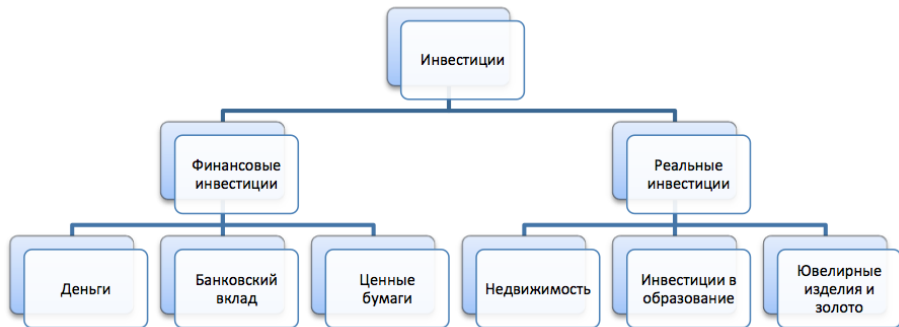 Инвестиции
Финансовые
инвестиции
Реальные
инвестиции
Деньги
Банковский
вклад
Ценные
бумаги
Недвижимость
Инвестиции в
образование
Ювелирные
изделия и
золото